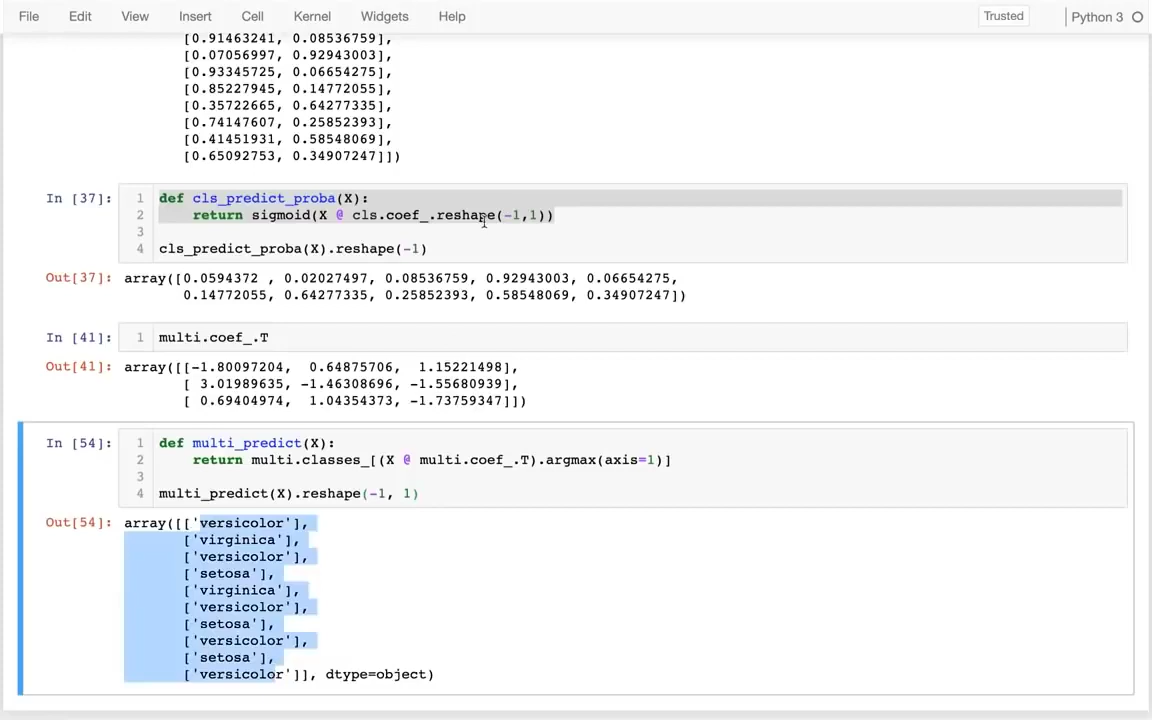 File Edit View Insert Cell Kernel Widgets Help Trusted Python 3
[0.91463241, 0.08536759],
[0.07056997, 0.92943003],
[0.93345725, 0.06654275],
[0.85227945, 0.14772055],
[0.35722665, 0.64277335],
[0.74147607, 0.25852393],
[0.41451931, 0.58548069],
[0.65092753, 0.34907247]])
In [37]: 1 def cls_predict_proba(X):
2 return sigmoid(X @ cls.coef_.reshape(-1,1))
3
4 cls_predict_proba(X).reshape(-1)
Out[37]: array([0.0594372 , 0.02027497, 0.08536759, 0.92943003, 0.06654275,
0.14772055, 0.64277335, 0.25852393, 0.58548069, 0.34907247])
In [41]: 1 multi.coef_.T
Out[41]: array([[-1.80097204, 0.64875706, 1.15221498],
[ 3.01989635, -1.46308696, -1.55680939],
[ 0.69404974, 1.04354373, -1.73759347]])
In [54]: 1 def multi_predict(X):
2 return multi.classes_[(X @ multi.coef_.T).argmax(axis=1)]
3
4 multi_predict(X).reshape(-1, 1)
Out[54]: array([['versicolor'],
['virginica'],
['versicolor'],
['setosa'],
['virginica'],
['versicolor'],
['setosa'],
['versicolor'],
['setosa'],
['versicolor']], dtype=object)